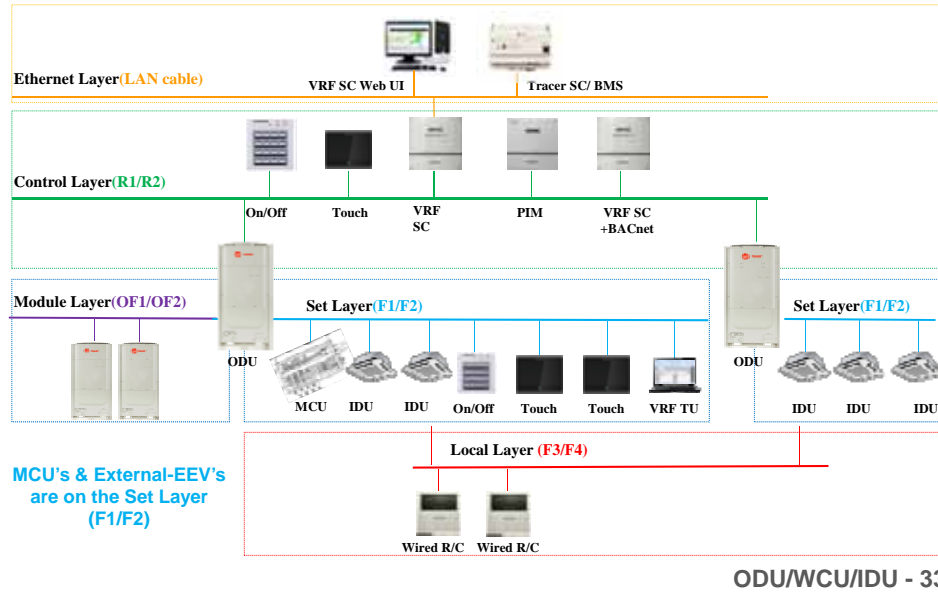 Ethernet Layer(LAN cable)
VRF SC Web UI
Tracer SC/ BMS
Control Layer(R1/R2)
On/Off
Touch
VRF
SC
PIM
VRF SC
+BACnet
Module Layer(OF1/OF2)
Set Layer(F1/F2)
Set Layer(F1/F2)
ODU
ODU
MCU
IDU
IDU
On/Off
Touch
Touch
VRF TU
IDU
IDU
IDU
Local Layer (F3/F4)
MCU's & External-EEV's
are on the Set Layer
(F1/F2)
Wired R/C
Wired R/C
ODU/WCU/IDU - 33